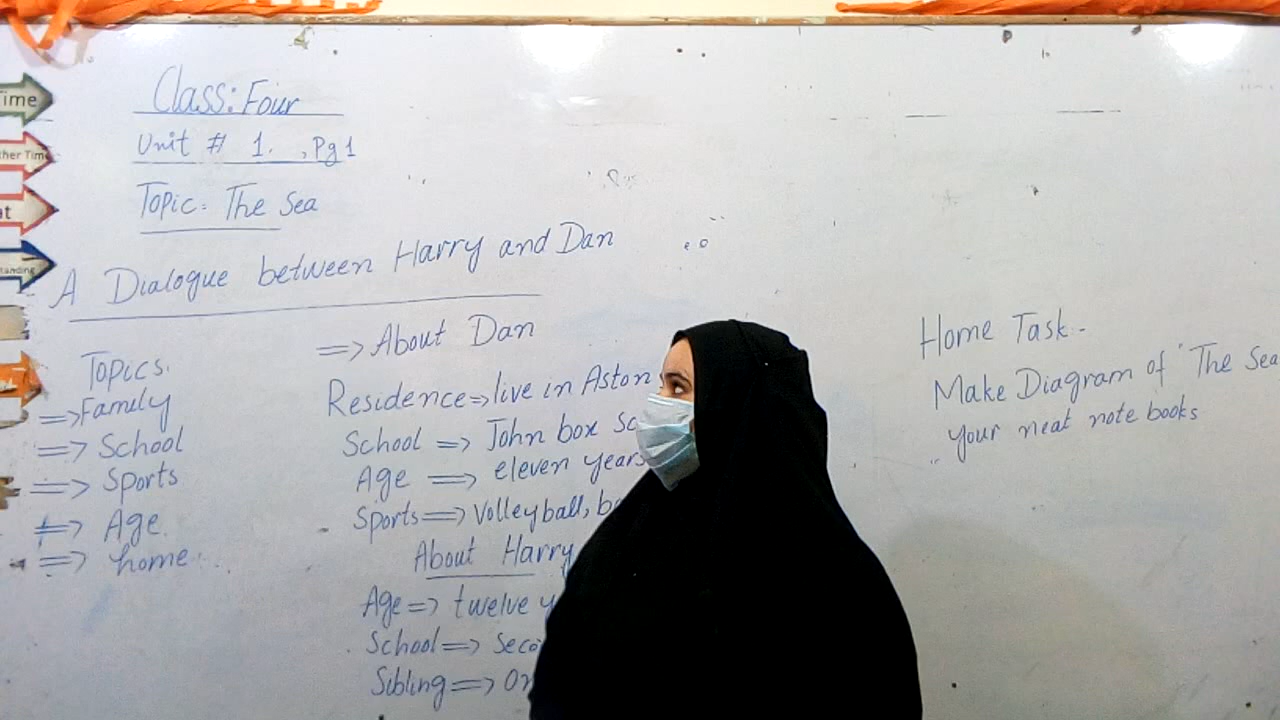 Class: Four
Unit # 1. , Pg 1
Topic: The Sea
A Dialogue between Harry and Dan
Topics.
=> Family
=> School
=> Sports
=> Age.
=> home.
=> About Dan
Residence => live in Aston
School => John box
Age => eleven years
Sports => Volleyball,
About Harry
Age => twelve
School =>
Sibling =>
Home Task.-
Make Diagram of "The Sea
your neat note books
Time
ther Time